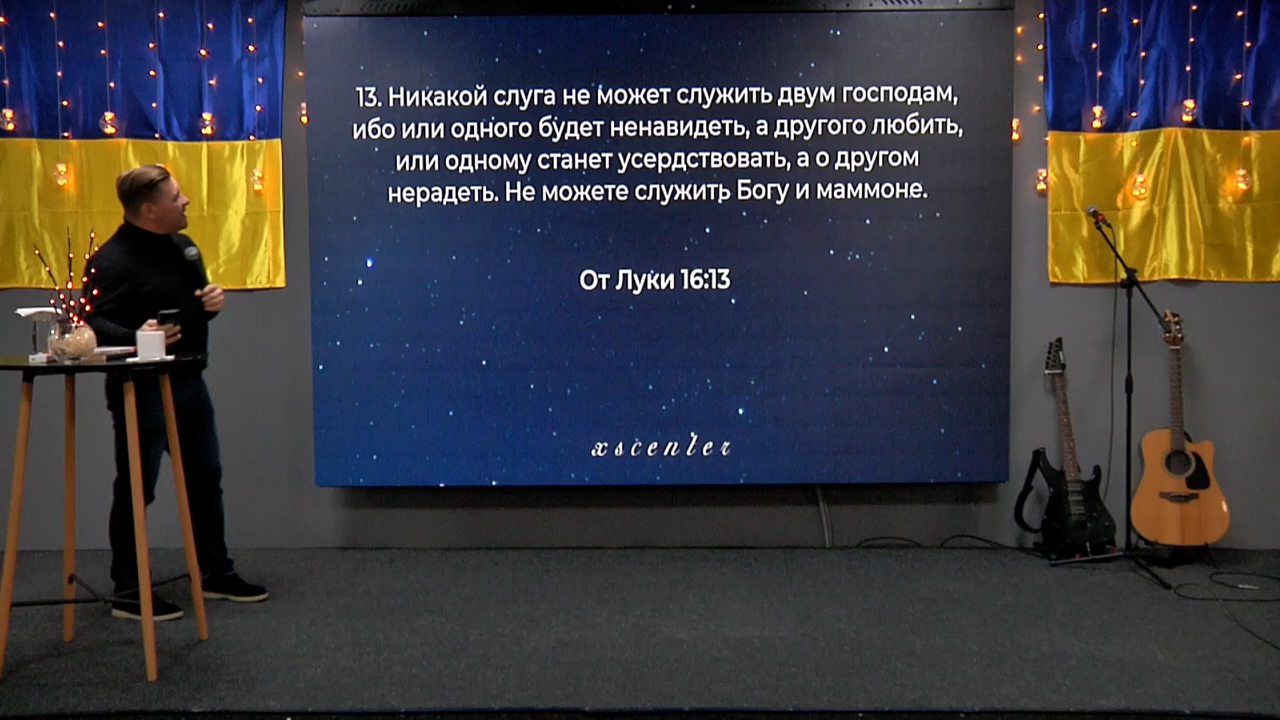 13. Никакой слуга не может служить двум господам,
ибо или одного будет ненавидеть, а другого любить,
или одному станет усердствовать, а о другом
нерадеть. Не можете служить Богу и маммоне.
От Луки 16:13
xscenter